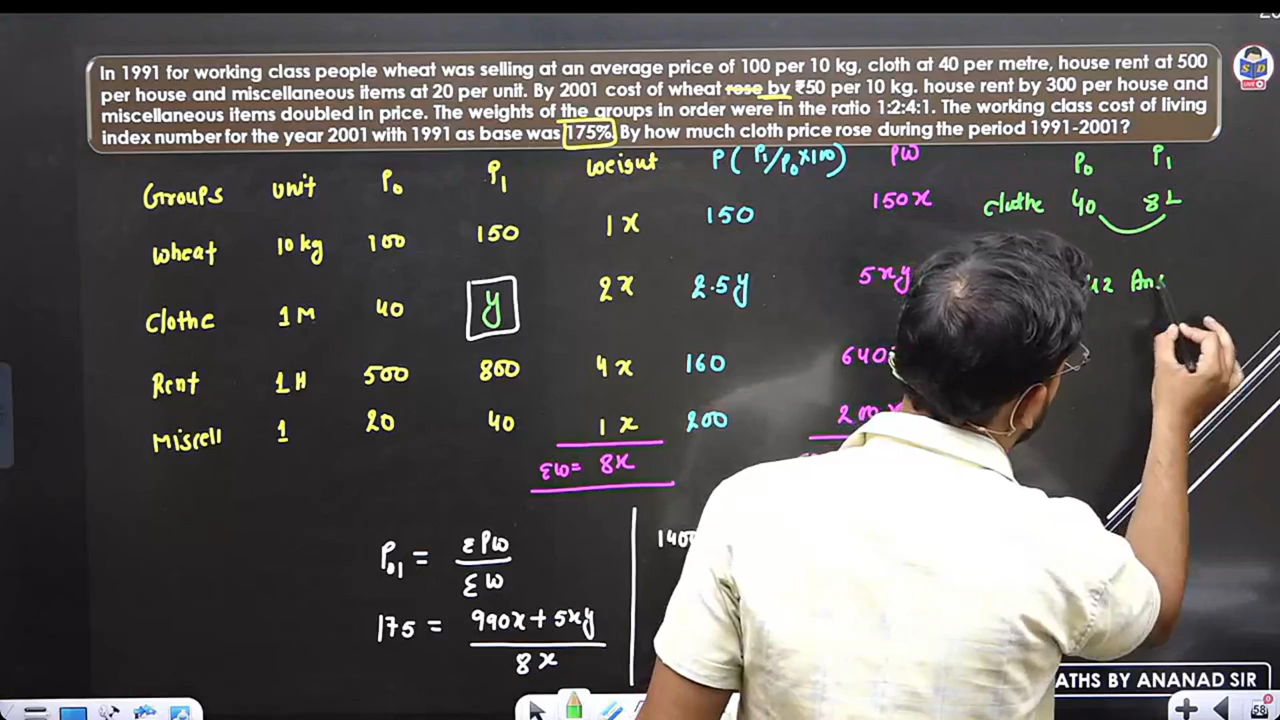 In 1991 for working class people wheat was selling at an average price of 100 per 10 kg, cloth at 40 per metre, house rent at 500
per house and miscellaneous items at 20 per unit. By 2001 cost of wheat rose by ₹50 per 10 kg. house rent by 300 per house and
miscellaneous items doubled in price. The weights of the groups in order were in the ratio 1:2:4:1. The working class cost of living
index number for the year 2001 with 1991 as base was 175%. By how much cloth price rose during the period 1991-2001?
SD
LIVE
Groups unit P₀ P₁ Weight P ( P₁/P₀×100) PW
wheat 10 kg 100 150 1x 150 150x
Clothe 1 M 40 y 2x 2.5y 5xy
Rent 1 H 500 800 4x 160 640
Miscell 1 20 40 1x 200 200x
ΣW= 8x
P₀ P₁
Clothe 40 82
42 Ans
P₀₁ = ΣPW / ΣW
175 = 990x + 5xy / 8x
1400
ATHS BY ANANAD SIR
58